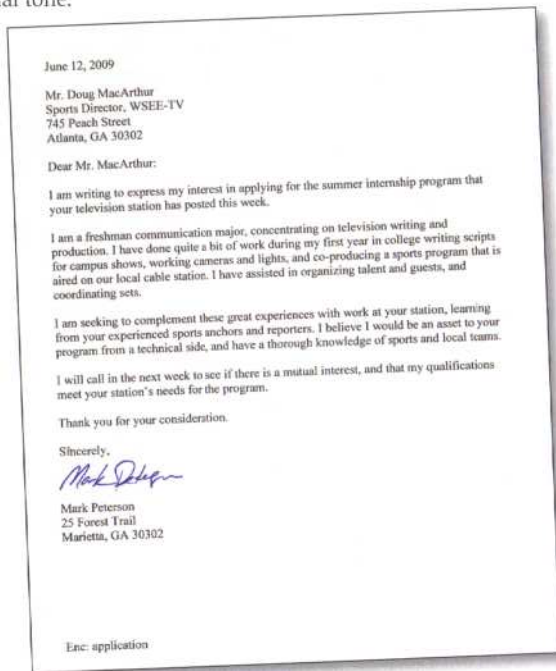 al tone.
June 12, 2009
Mr. Doug MacArthur
Sports Director, WSEE-TV
745 Peach Street
Atlanta, GA 30302
Dear Mr. MacArthur:
I am writing to express my interest in applying for the summer internship program that
your television station has posted this week.
I am a freshman communication major, concentrating on television writing and
production. I have done quite a bit of work during my first year in college writing scripts
for campus shows, working cameras and lights, and co-producing a sports program that is
aired on our local cable station. I have assisted in organizing talent and guests, and
coordinating sets.
I am seeking to complement these great experiences with work at your station, learning
from your experienced sports anchors and reporters. I believe I would be an asset to your
program from a technical side, and have a thorough knowledge of sports and local teams.
I will call in the next week to see if there is a mutual interest, and that my qualifications
meet your station's needs for the program.
Thank you for your consideration.
Sincerely,
Mark
Mark Peterson
25 Forest Trail
Marietta, GA 30302
Enc: application